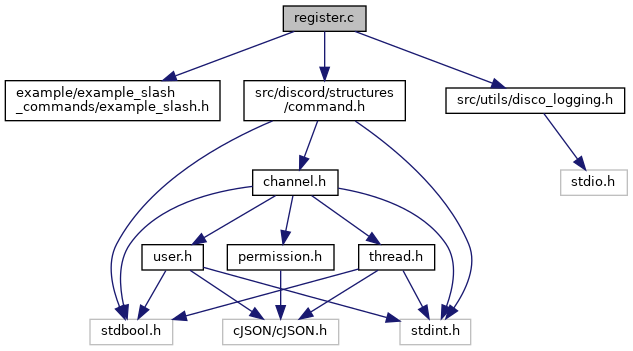 register.c
example/example_slash
_commands/example_slash.h
src/discord/structures
/command.h
src/utils/disco_logging.h
channel.h
stdio.h
user.h
permission.h
thread.h
stdbool.h
cJSON/cJSON.h
stdint.h